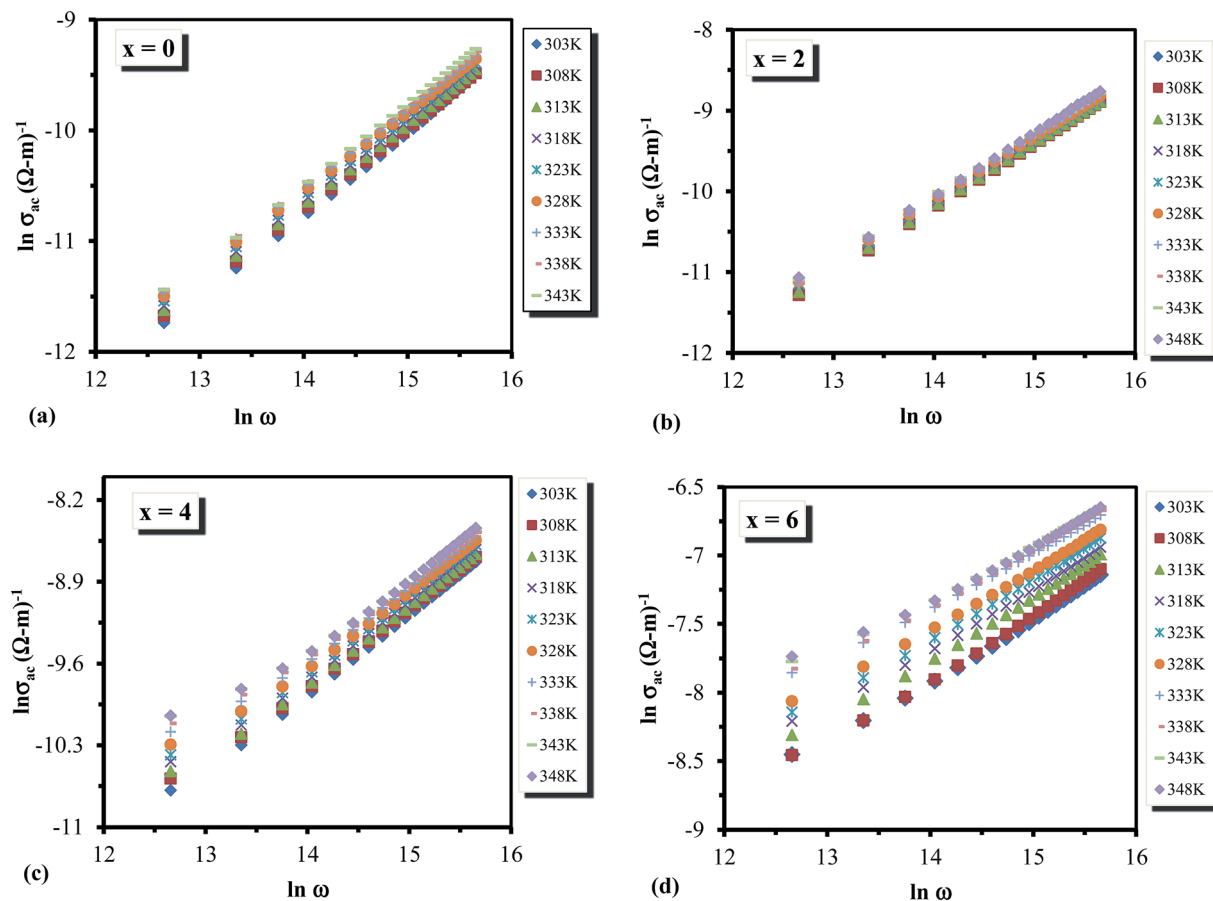 -9
-10
-11
-12
12
13
14
15
16
ln σac (Ω-m)-1
ln ω
x = 0
303K
308K
313K
318K
323K
328K
333K
338K
343K
(a)
-8
-9
-10
-11
-12
12
13
14
15
16
ln σac (Ω-m)-1
ln ω
x = 2
303K
308K
313K
318K
323K
328K
333K
338K
343K
348K
(b)
-8.2
-8.9
-9.6
-10.3
-11
12
13
14
15
16
lnσac (Ω-m)-1
ln ω
x = 4
303K
308K
313K
318K
323K
328K
333K
338K
343K
348K
(c)
-6.5
-7
-7.5
-8
-8.5
-9
12
13
14
15
16
ln σac (Ω-m)-1
ln ω
x = 6
303K
308K
313K
318K
323K
328K
333K
338K
343K
348K
(d)